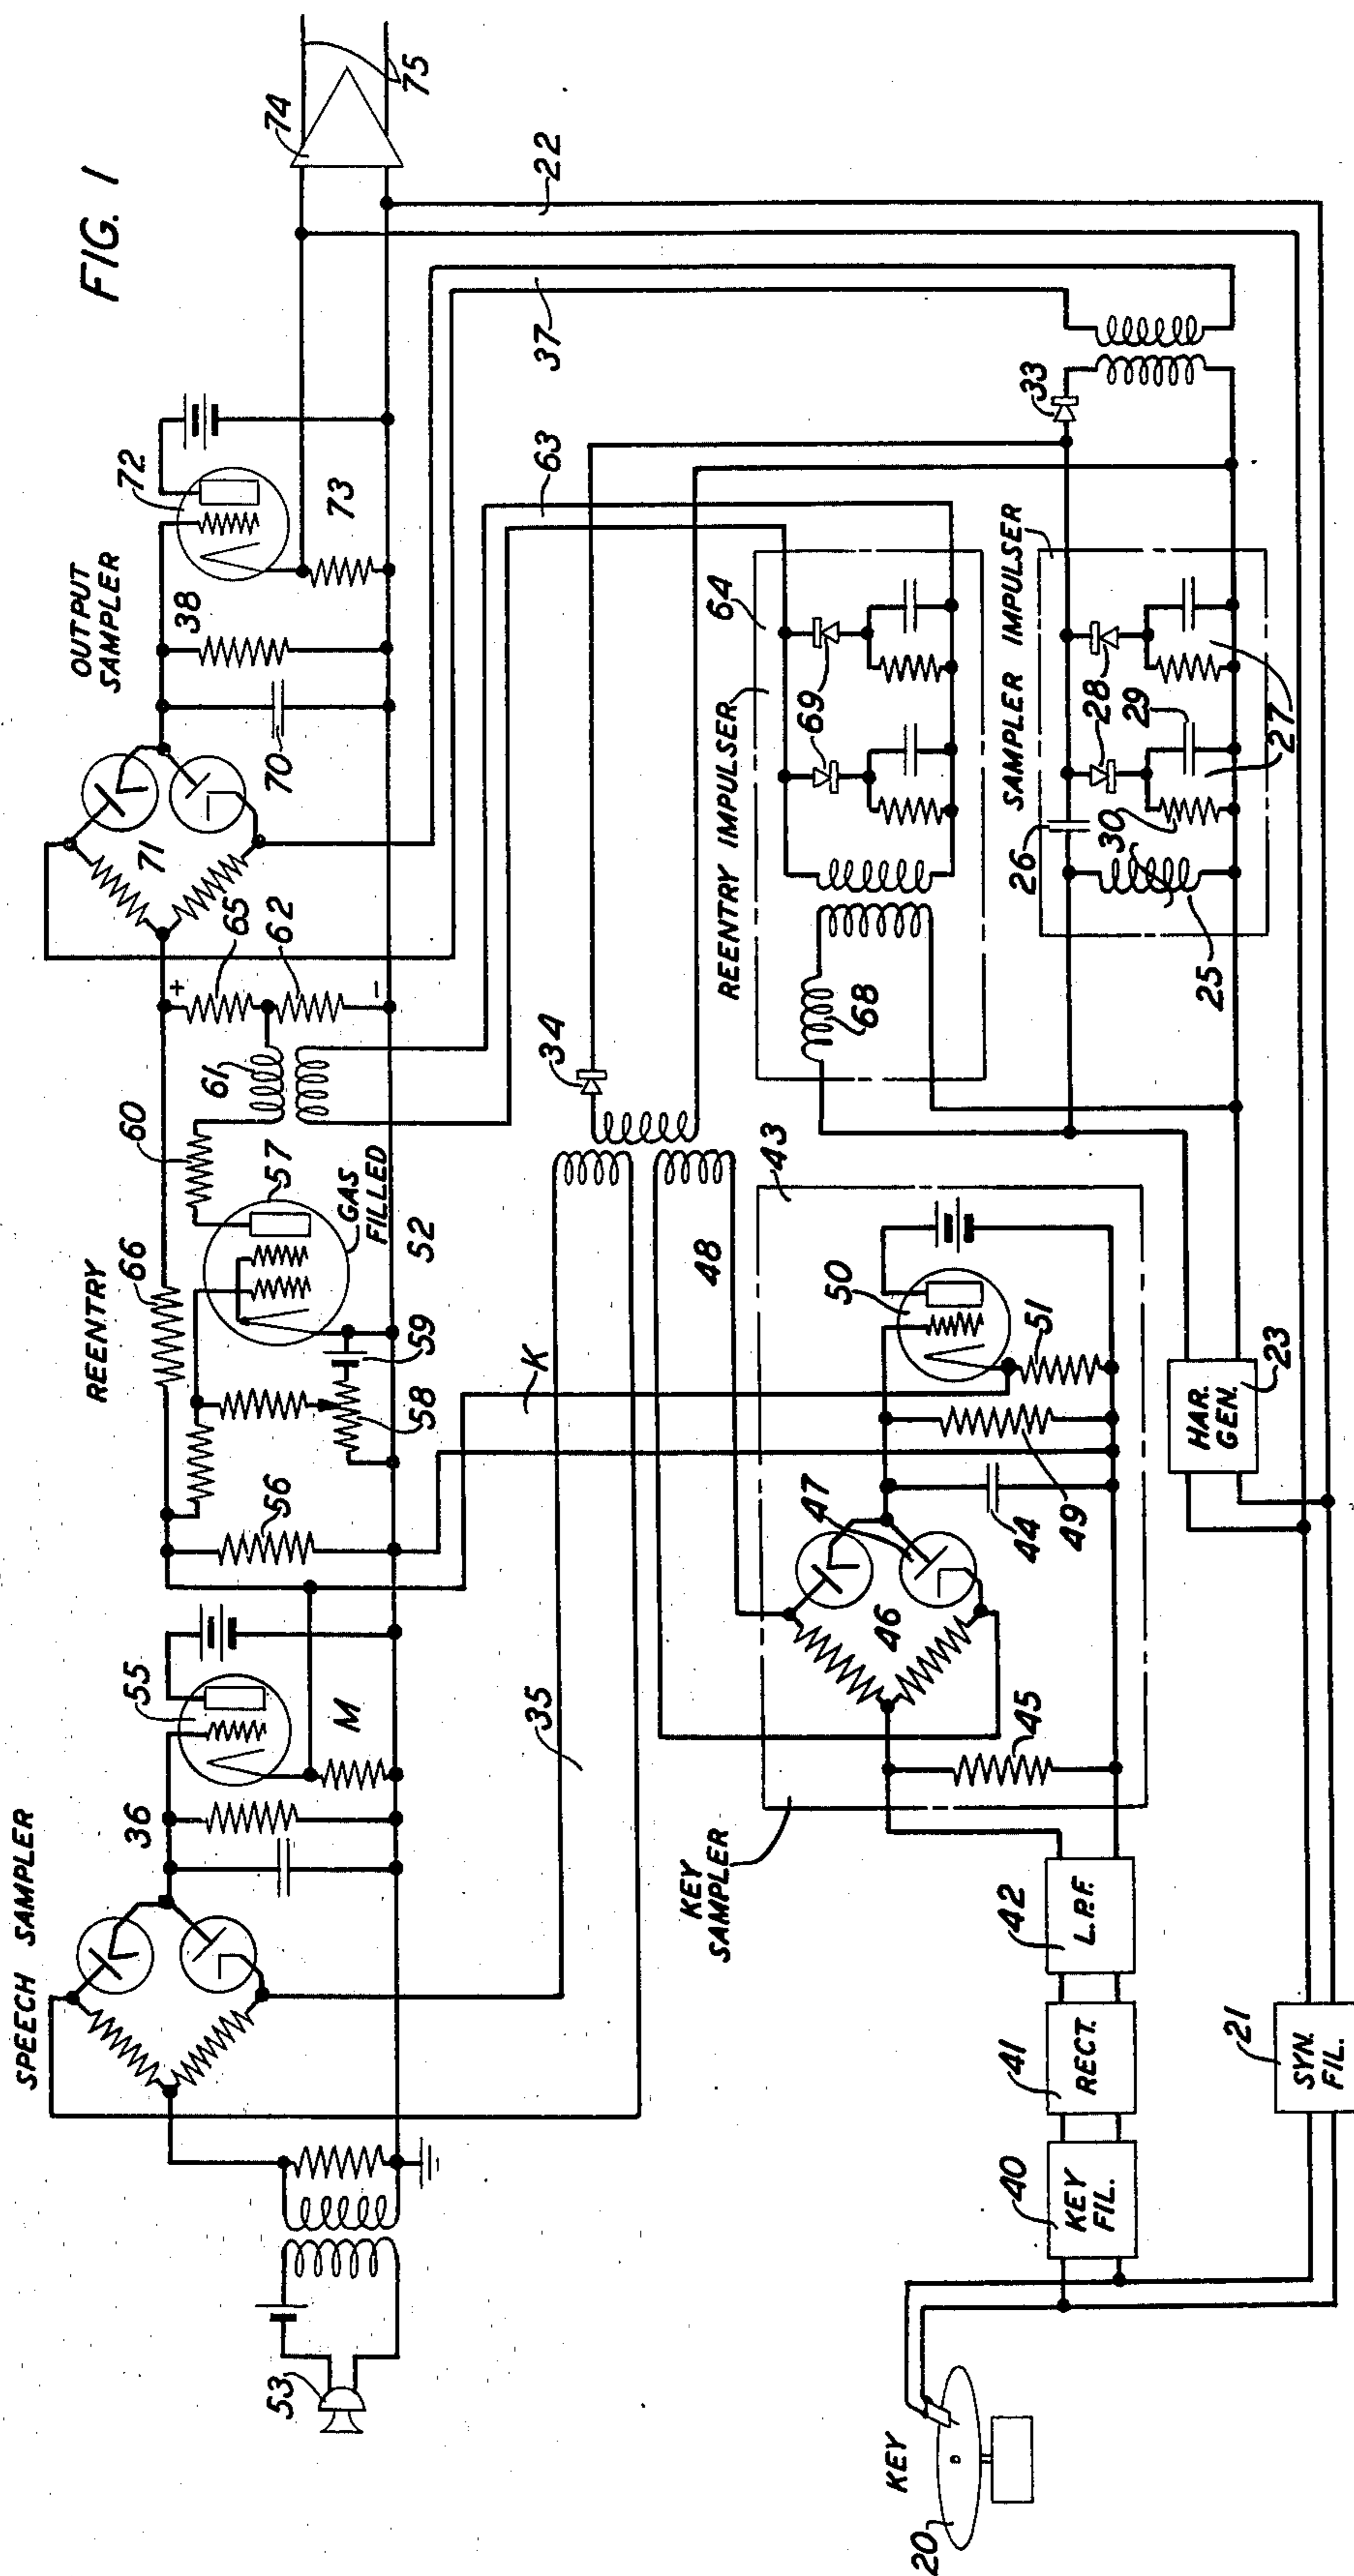 FIG. 1
SPEECH SAMPLER
REENTRY
OUTPUT
SAMPLER
53
36
55
M
56
66
57
GAS
FILLED
52
58
59
60
61
65
62
71
70
38
72
73
74
75
35
K
34
63
37
22
48
43
KEY
SAMPLER
45
46
47
44
49
50
51
REENTRY IMPULSER
64
68
69
SAMPLER IMPULSER
33
26
30
25
28
29
28
27
HAR.
GEN.
23
KEY
20
40
KEY
FIL.
41
RECT.
42
L.P.F.
21
SYN.
FIL.